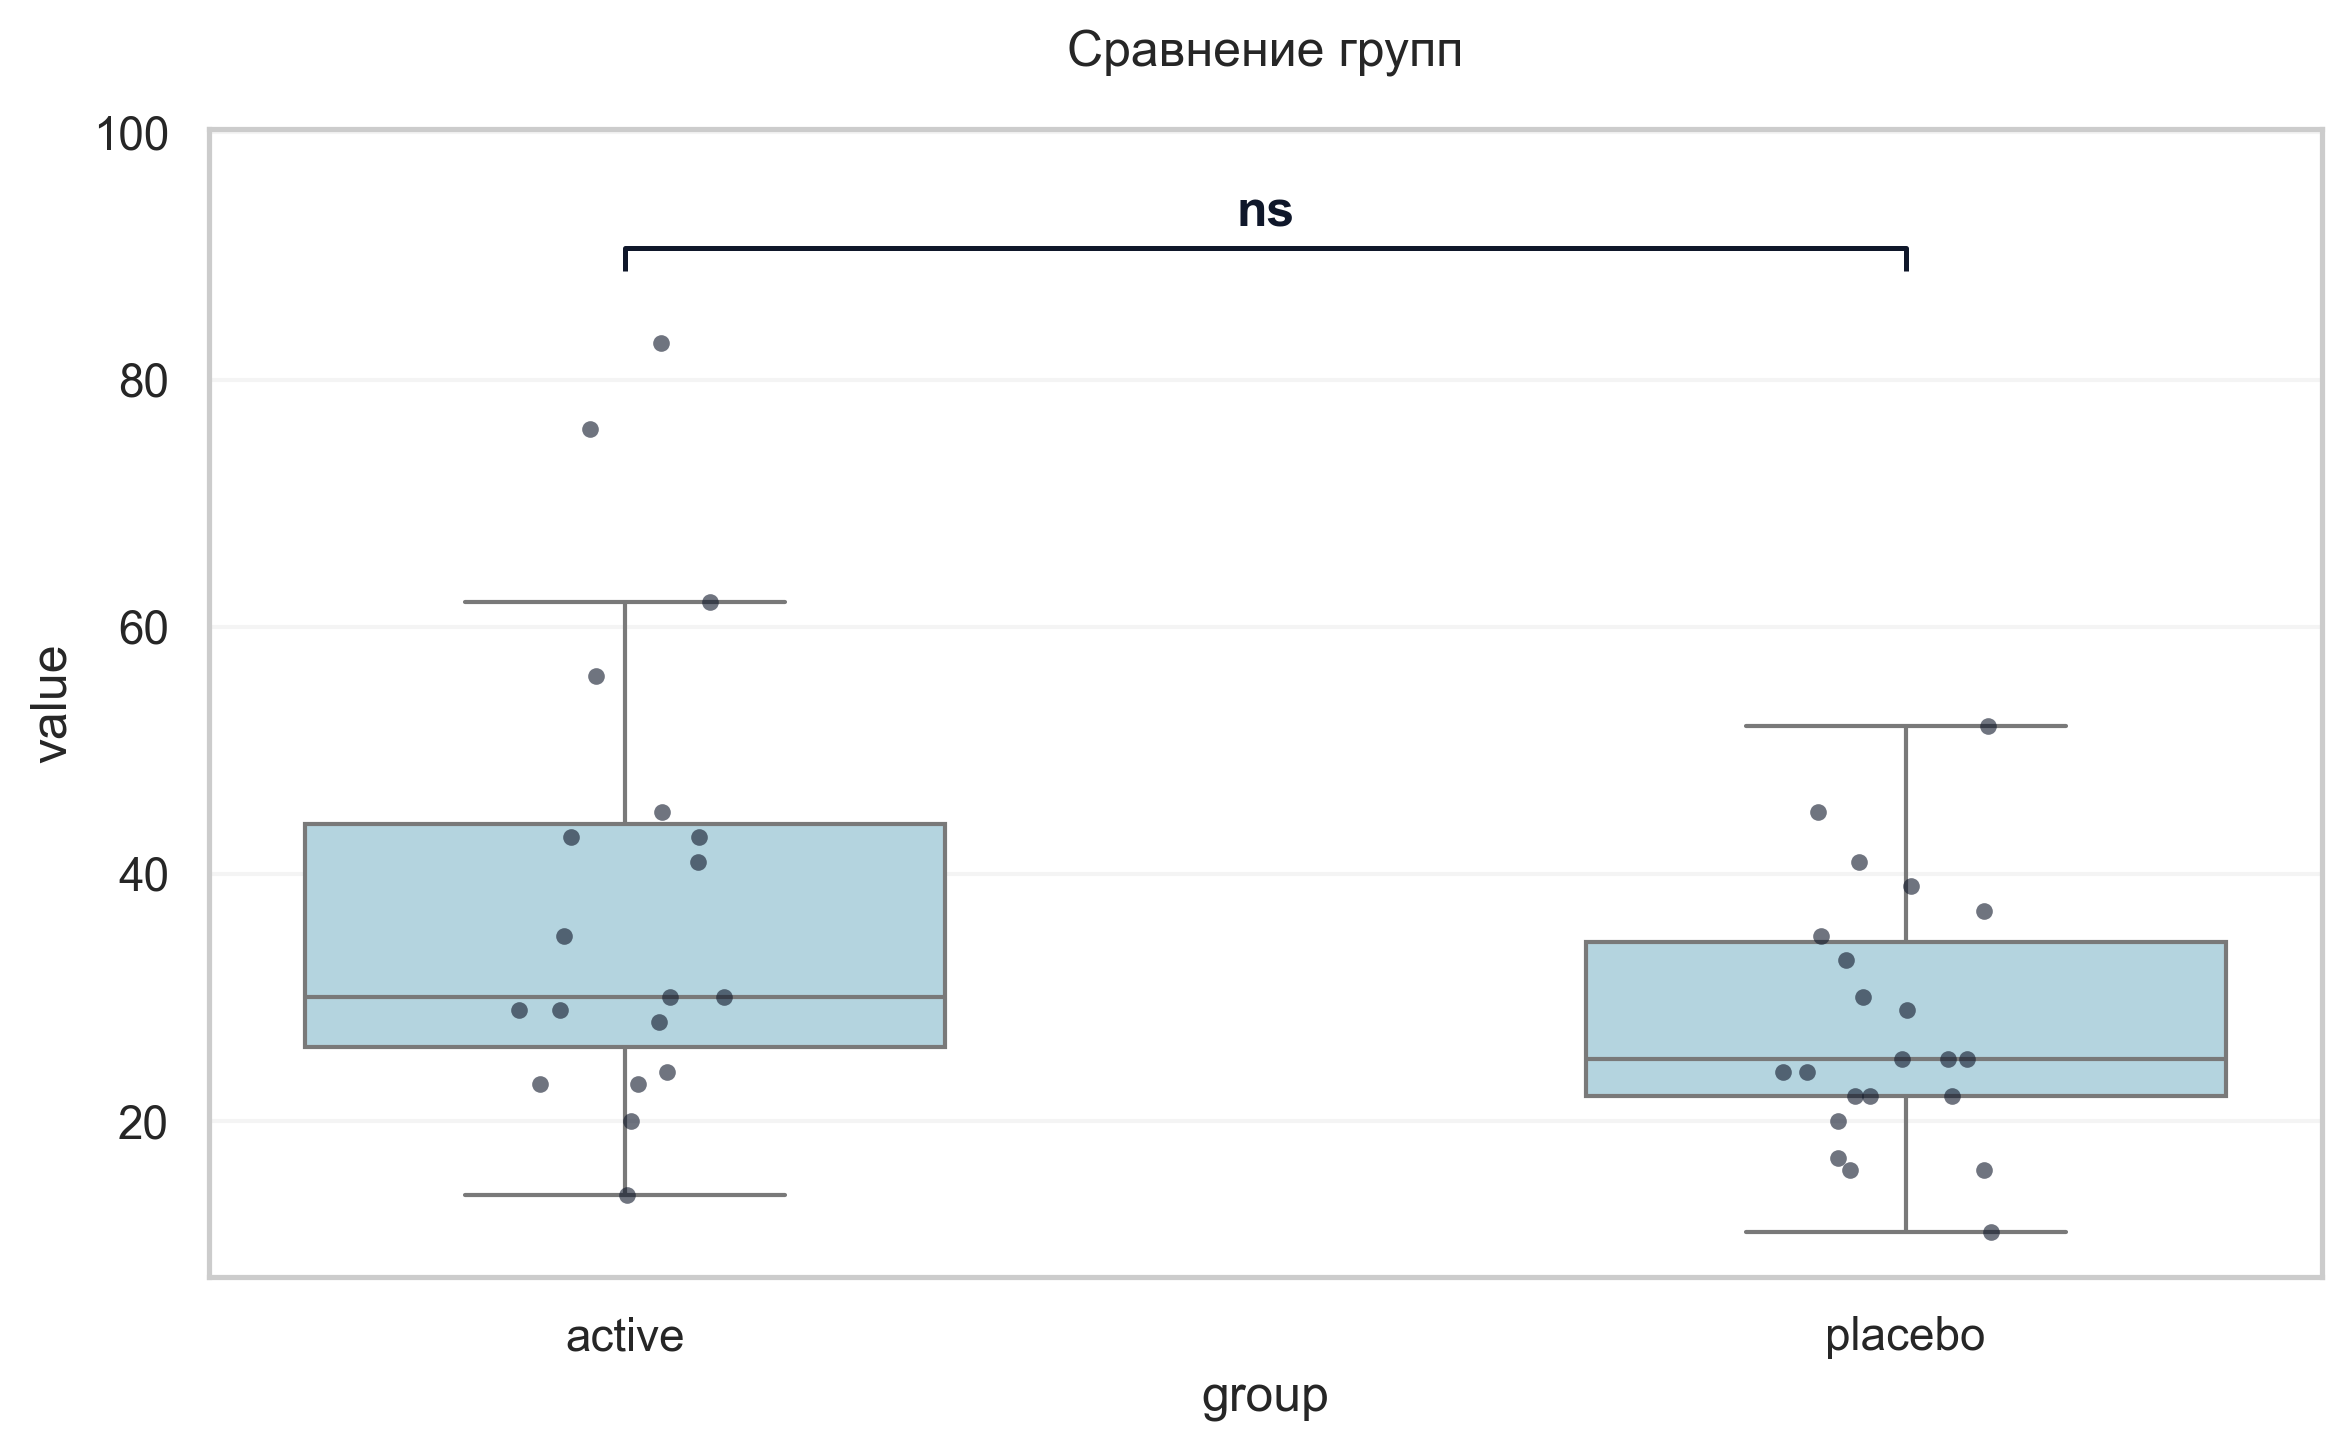 Сравнение групп
100
ns
80
60
40
20
value
active
placebo
group